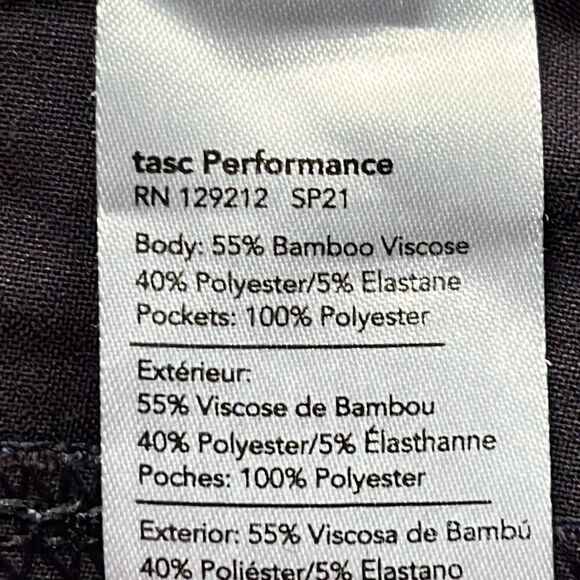 tasc Performance
RN 129212 SP21
Body: 55% Bamboo Viscose
40% Polyester/5% Elastane
Pockets: 100% Polyester
Extérieur:
55% Viscose de Bambou
40% Polyester/5% Élasthanne
Poches: 100% Polyester
Exterior: 55% Viscosa de Bambú
40% Poliéster/5% Elastano